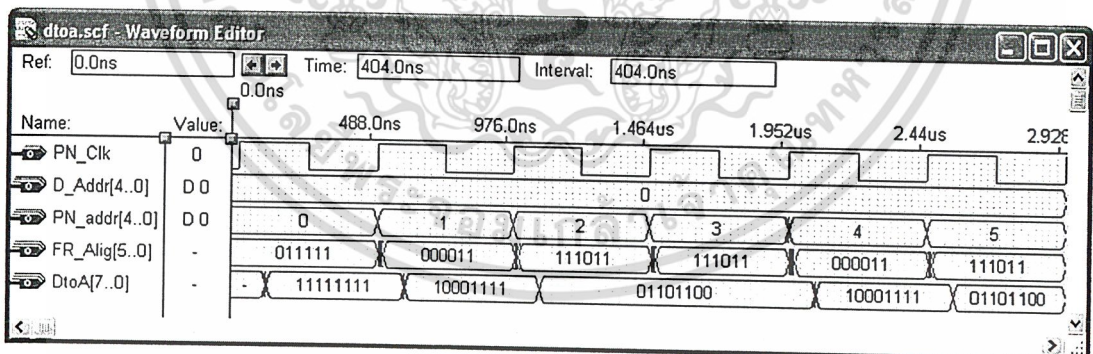 dtoa.scf - Waveform Editor
Ref: 0.0ns Time: 404.0ns Interval: 404.0ns
0.0ns
Name: Value: 488.0ns 976.0ns 1.464us 1.952us 2.44us 2.928
PN_Clk 0
D_Addr[4..0] D 0 0
PN_addr[4..0] D 0 0 1 2 3 4 5
FR_Alig[5..0] - 011111 000011 111011 111011 000011 111011
DtoA[7..0] - - 11111111 10001111 01101100 10001111 01101100